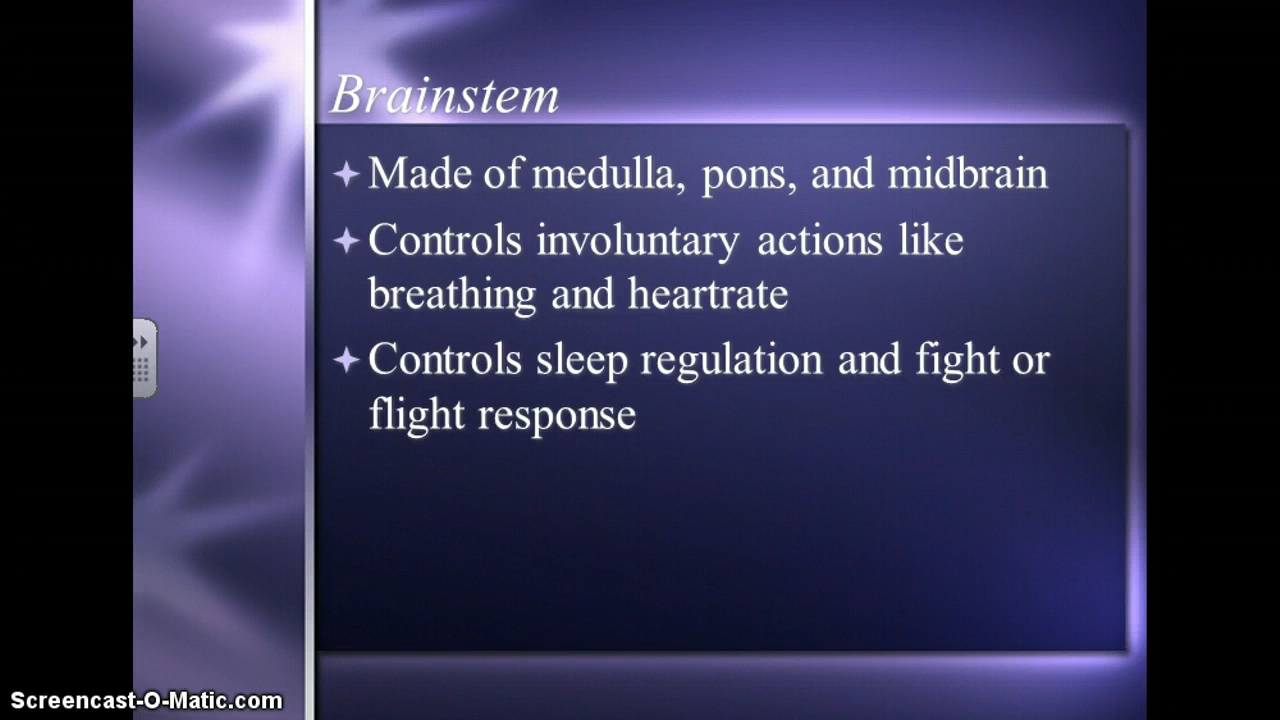 Brainstem
Made of medulla, pons, and midbrain
Controls involuntary actions like
breathing and heartrate
Controls sleep regulation and fight or
flight response
Screencast-O-Matic.com